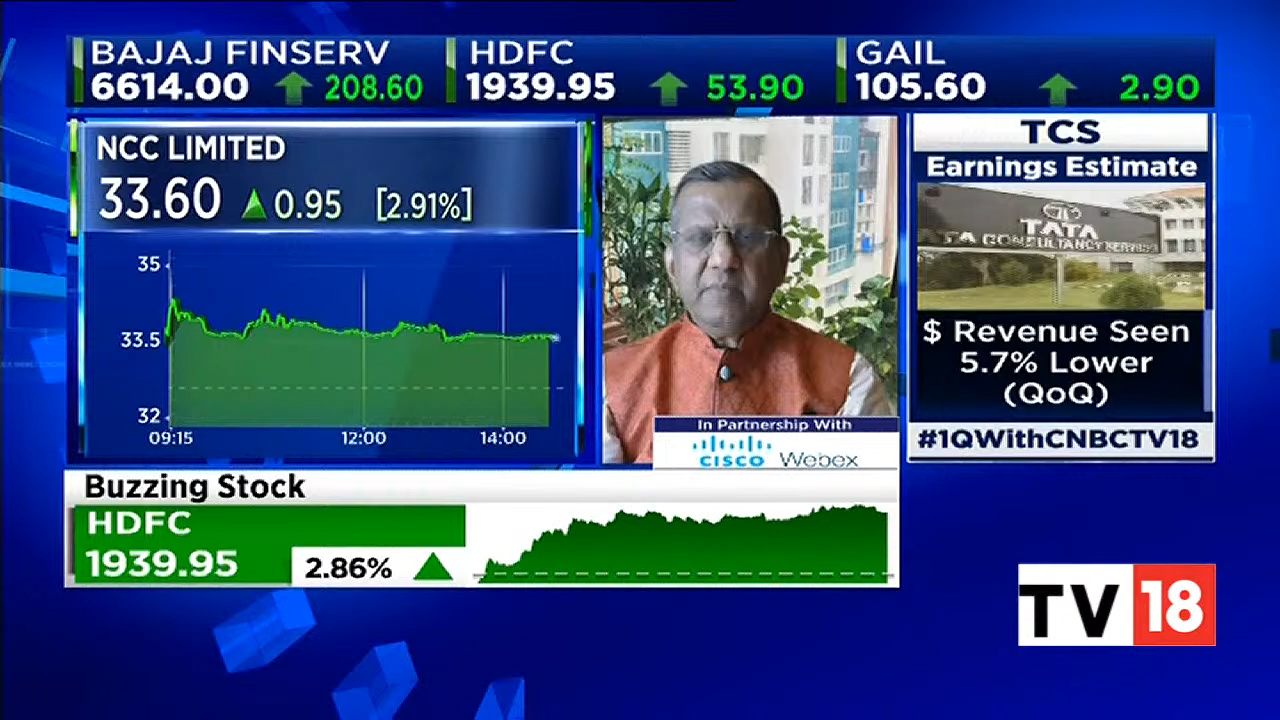 BAJAJ FINSERV
6614.00 208.60
HDFC
1939.95 53.90
GAIL
105.60 2.90
NCC LIMITED
33.60 0.95 [2.91%]
35
33.5
32
09:15 12:00 14:00
In Partnership With
CISCO Webex
TCS
Earnings Estimate
TATA
TATA CONSULTANCY SERVICES
$ Revenue Seen
5.7% Lower
(QoQ)
#1QWithCNBCTV18
Buzzing Stock
HDFC
1939.95 2.86%
TV18